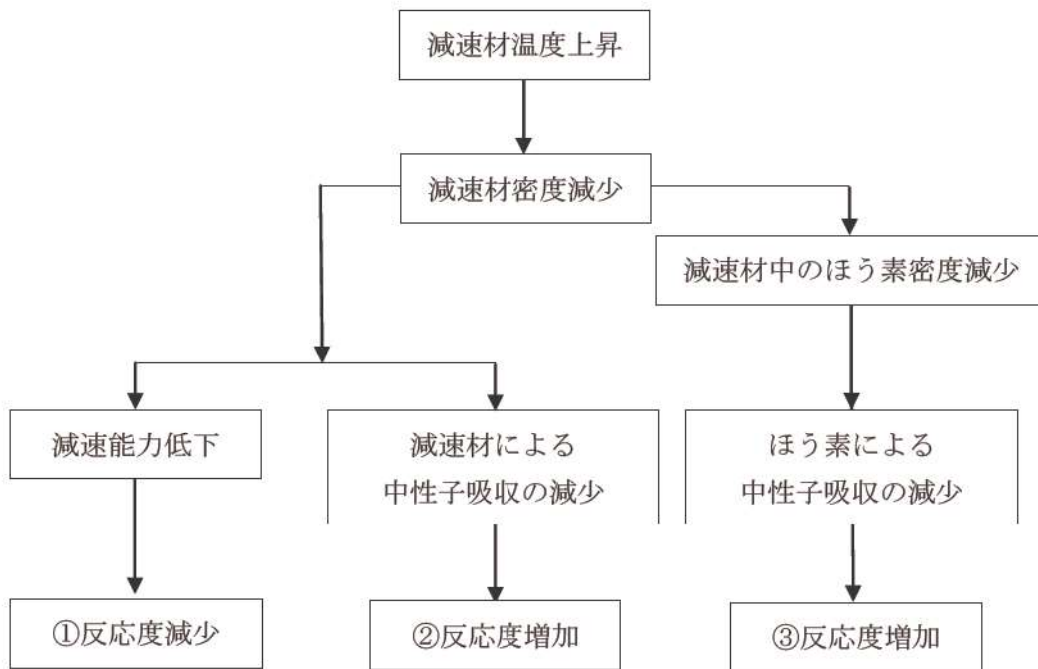 減速材温度上昇
減速材密度減少
減速材中のほう素密度減少
減速能力低下
減速材による
中性子吸収の減少
ほう素による
中性子吸収の減少
①反応度減少
②反応度増加
③反応度増加